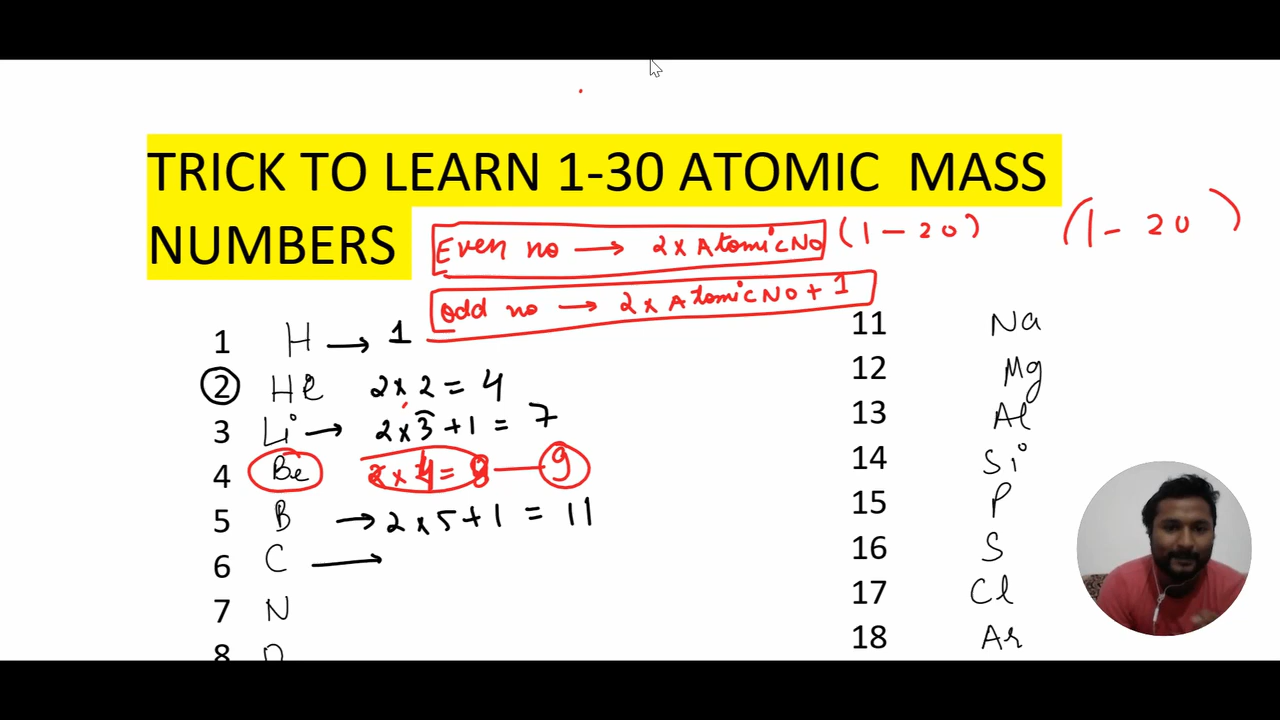 TRICK TO LEARN 1-30 ATOMIC MASS
NUMBERS
Even no → 2 x Atomic No (1 - 20)
(1 - 20)
Odd no → 2 x Atomic No + 1
1 H → 1
2 He 2 x 2 = 4
3 Li → 2 x 3 + 1 = 7
4 Be 2 x 4 = 8 — 9
5 B → 2 x 5 + 1 = 11
6 C →
7 N
8 O
11 Na
12 Mg
13 Al
14 Si
15 P
16 S
17 Cl
18 Ar